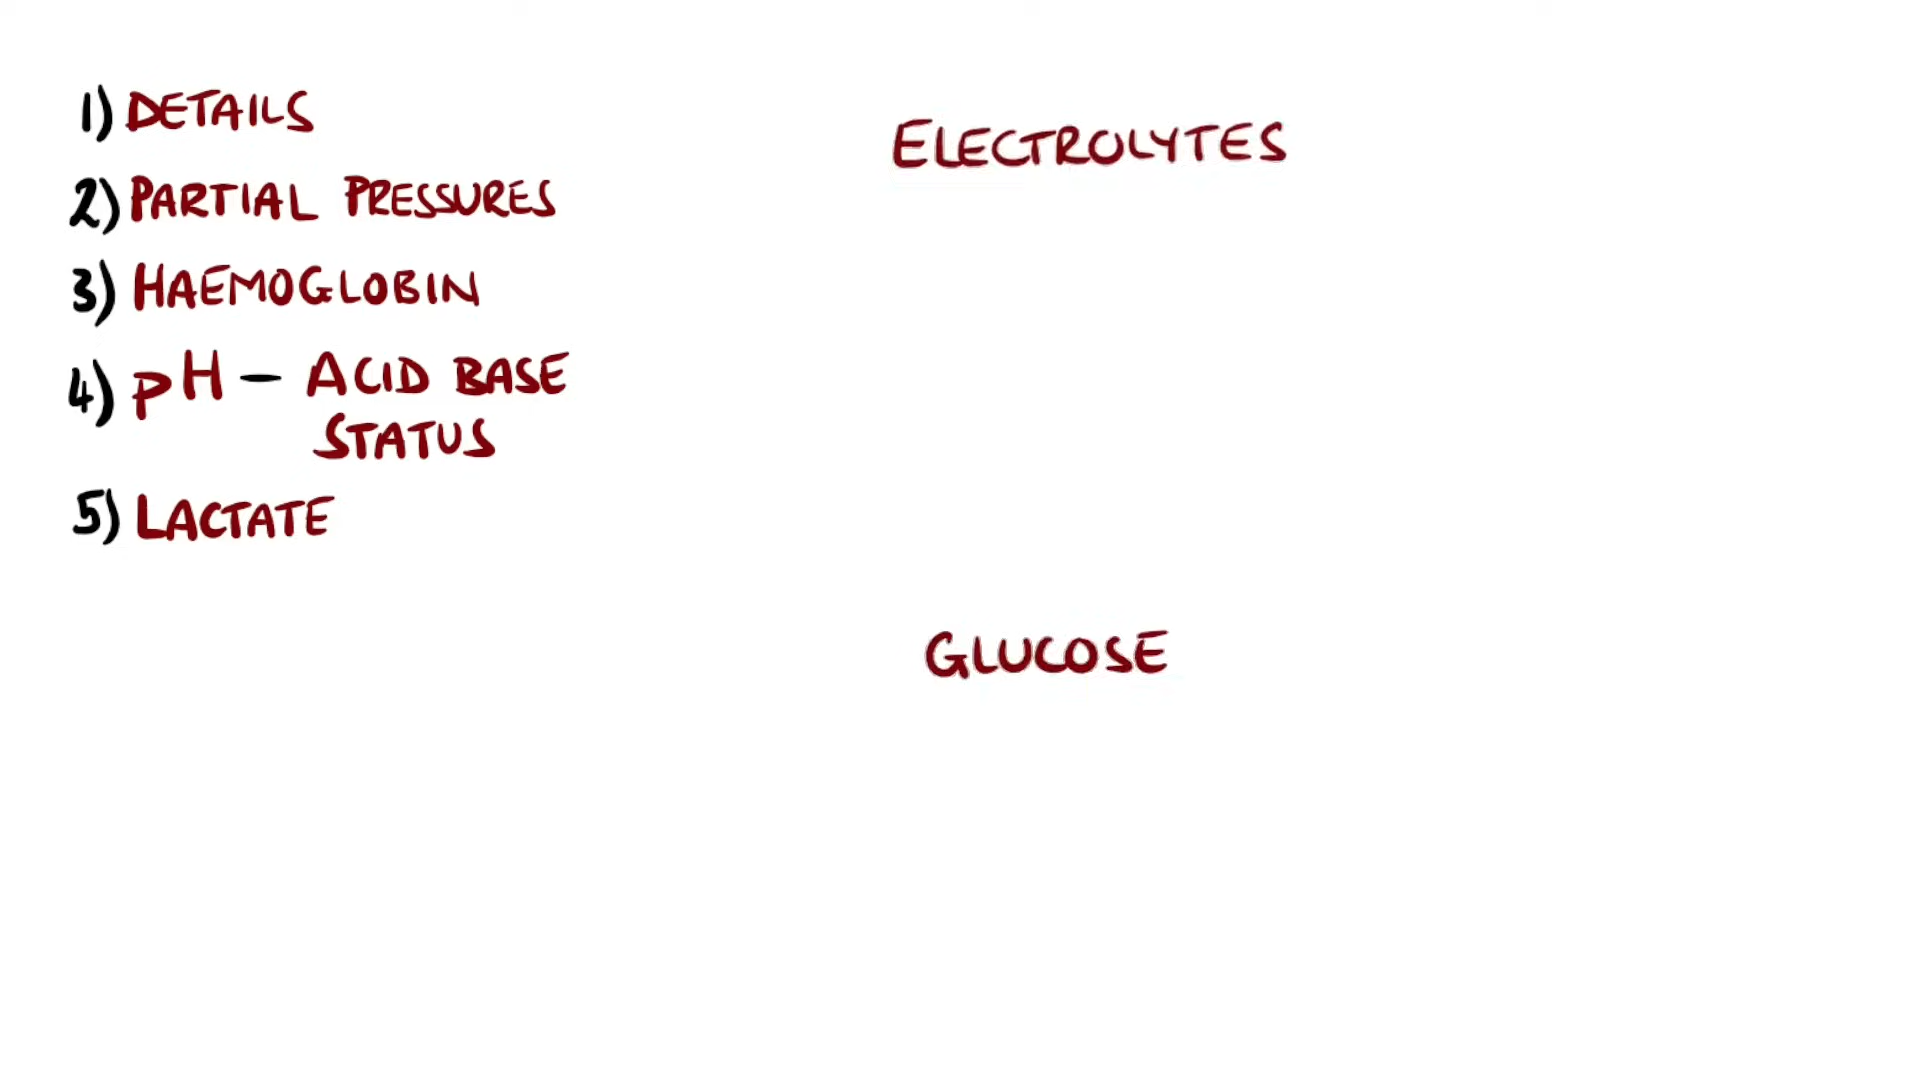 1) DETAILS
2) PARTIAL PRESSURES
3) HAEMOGLOBIN
4) pH - ACID BASE
STATUS
5) LACTATE
ELECTROLYTES
GLUCOSE